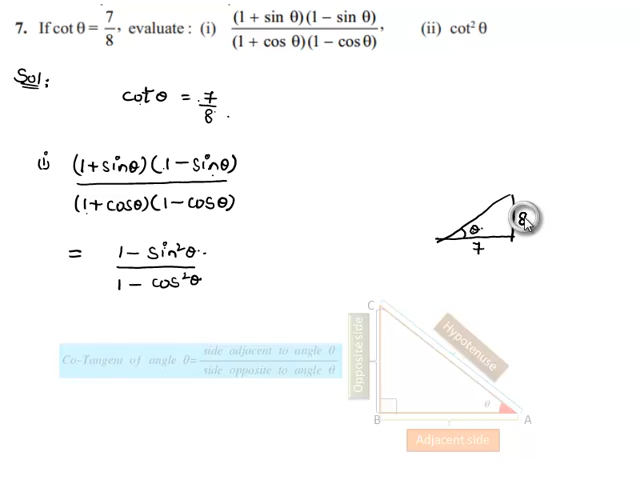 7. If cot θ = 7/8, evaluate : (i) (1 + sin θ)(1 − sin θ)/(1 + cos θ)(1 − cos θ), (ii) cot² θ
Sol:
cot θ = 7/8.
(i) (1+sinθ)(1−sinθ)/(1+cosθ)(1−cosθ)
= 1 − sin²θ/1 − cos²θ
θ
8
7
C
Opposite side
Hypotenuse
Co-Tangent of angle θ= side adjacent to angle θ/side opposite to angle θ
θ
B
A
Adjacent side